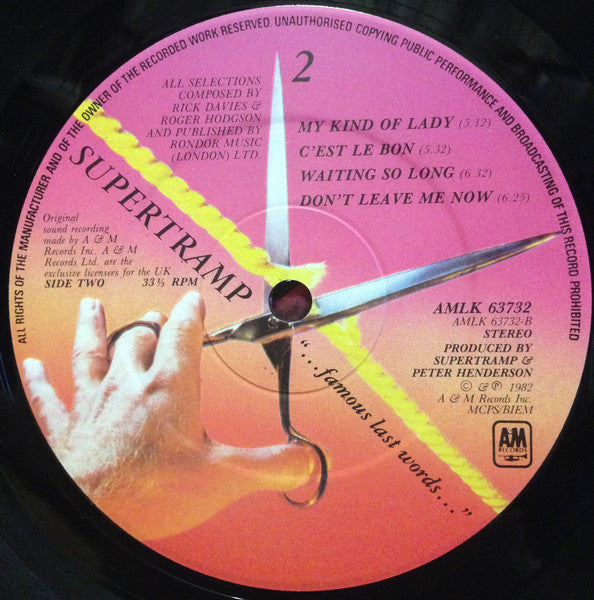 ALL RIGHTS OF THE MANUFACTURER AND OF THE OWNER OF THE RECORDED WORK RESERVED. UNAUTHORISED COPYING PUBLIC PERFORMANCE AND BROADCASTING OF THIS RECORD PROHIBITED
2
ALL SELECTIONS
COMPOSED BY
RICK DAVIES &
ROGER HODGSON
AND PUBLISHED BY
RONDOR MUSIC
(LONDON) LTD
MY KIND OF LADY (5.12)
C'EST LE BON (5.32)
WAITING SO LONG (6.32)
DON'T LEAVE ME NOW (6.25)
SUPERTRAMP
Original
sound recording
made by A & M
Records Inc. A & M
Records Ltd. are the
exclusive licensees for the UK
SIDE TWO 33⅓ RPM
AMLK 63732
AMLK 63732-B
STEREO
PRODUCED BY
SUPERTRAMP &
PETER HENDERSON
© & ℗ 1982
A & M Records Inc.
MCPS/BIEM
"...famous last words..."
A&M
RECORDS